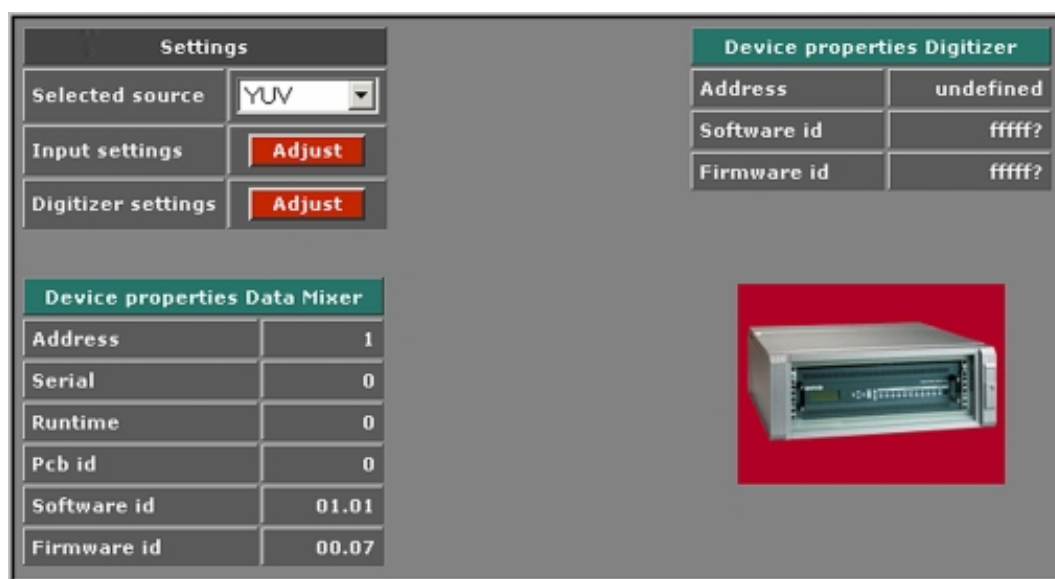 Settings
Selected source YUV
Input settings Adjust
Digitizer settings Adjust
Device properties Digitizer
Address undefined
Software id fffff?
Firmware id fffff?
Device properties Data Mixer
Address 1
Serial 0
Runtime 0
Pcb id 0
Software id 01.01
Firmware id 00.07